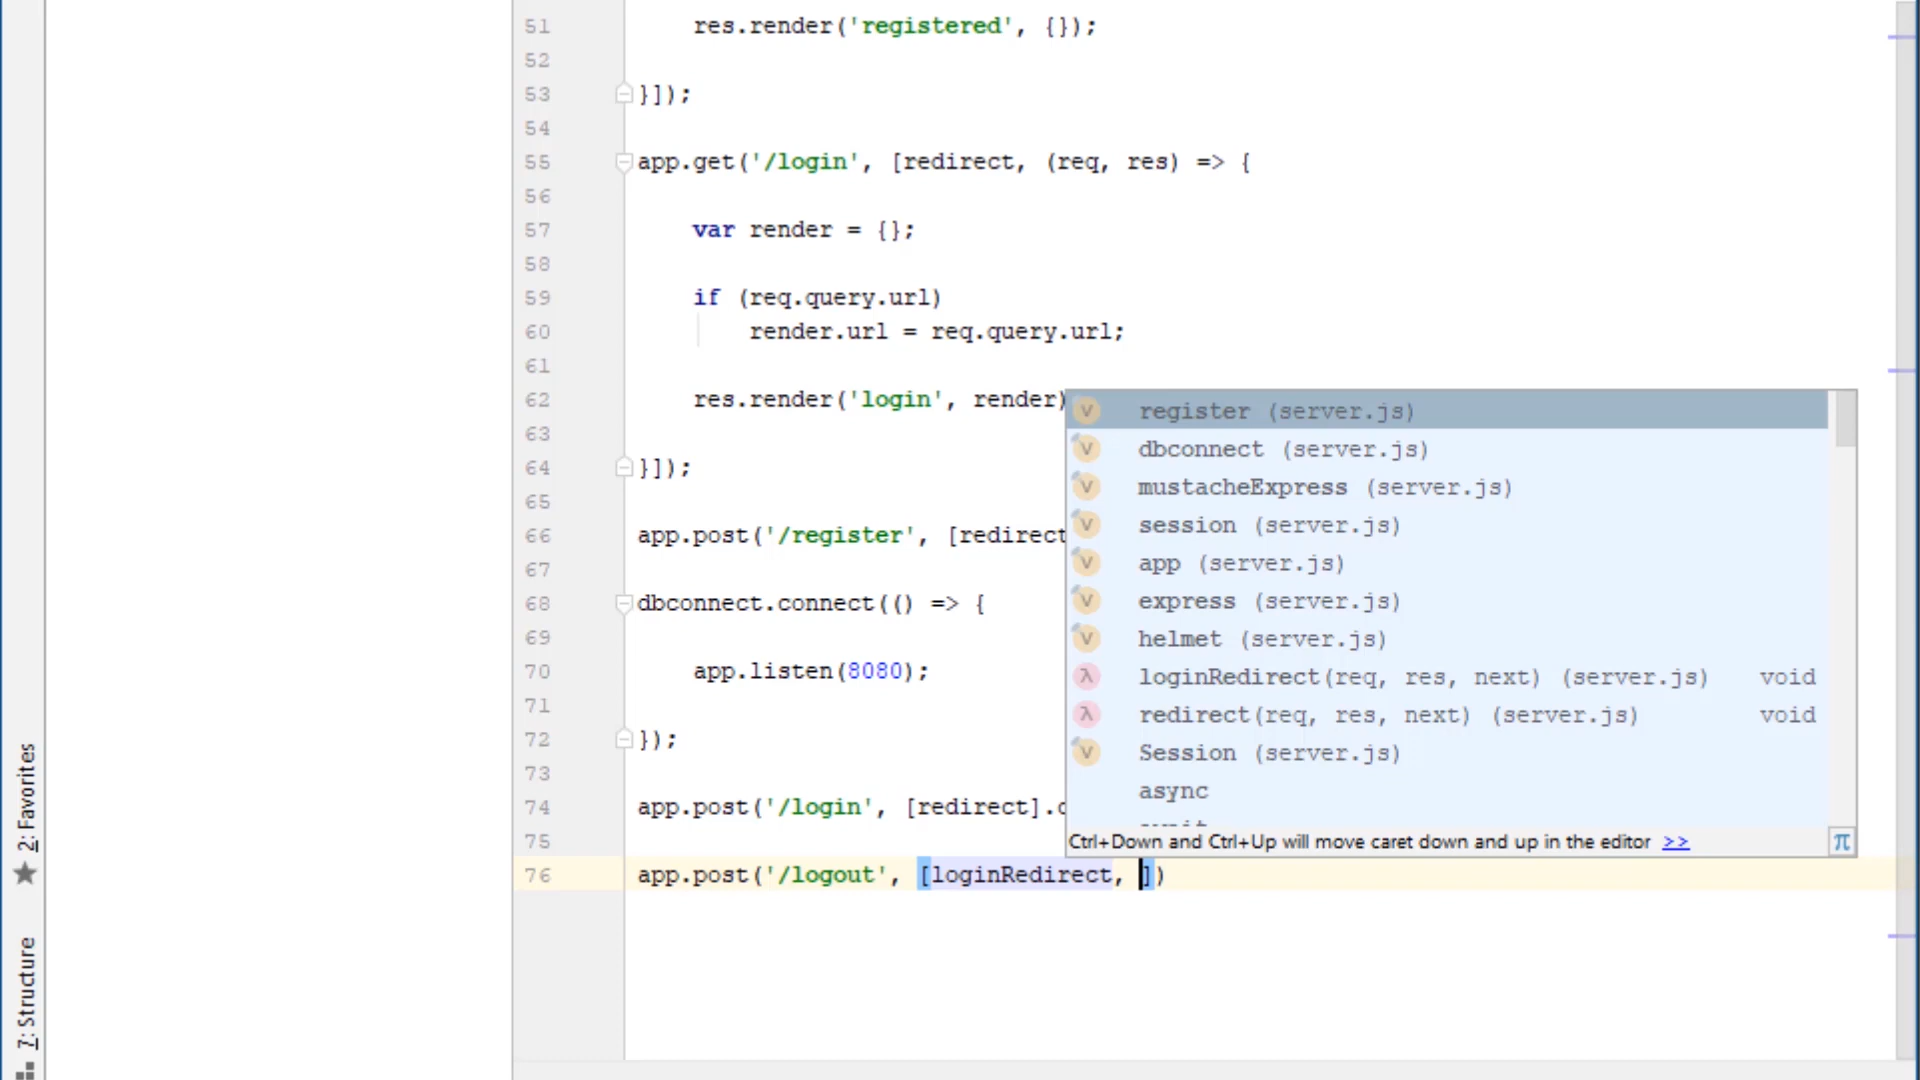 51 res.render('registered', {});
52
53 }]);
54
55 app.get('/login', [redirect, (req, res) => {
56
57 var render = {};
58
59 if (req.query.url)
60 render.url = req.query.url;
61
62 res.render('login', render)
63
64 }]);
65
66 app.post('/register', [redirect
67
68 dbconnect.connect(() => {
69
70 app.listen(8080);
71
72 });
73
74 app.post('/login', [redirect].
75
76 app.post('/logout', [loginRedirect, ])
register (server.js)
dbconnect (server.js)
mustacheExpress (server.js)
session (server.js)
app (server.js)
express (server.js)
helmet (server.js)
loginRedirect(req, res, next) (server.js) void
redirect(req, res, next) (server.js) void
Session (server.js)
async
Ctrl+Down and Ctrl+Up will move caret down and up in the editor >>
π
2: Favorites
7: Structure